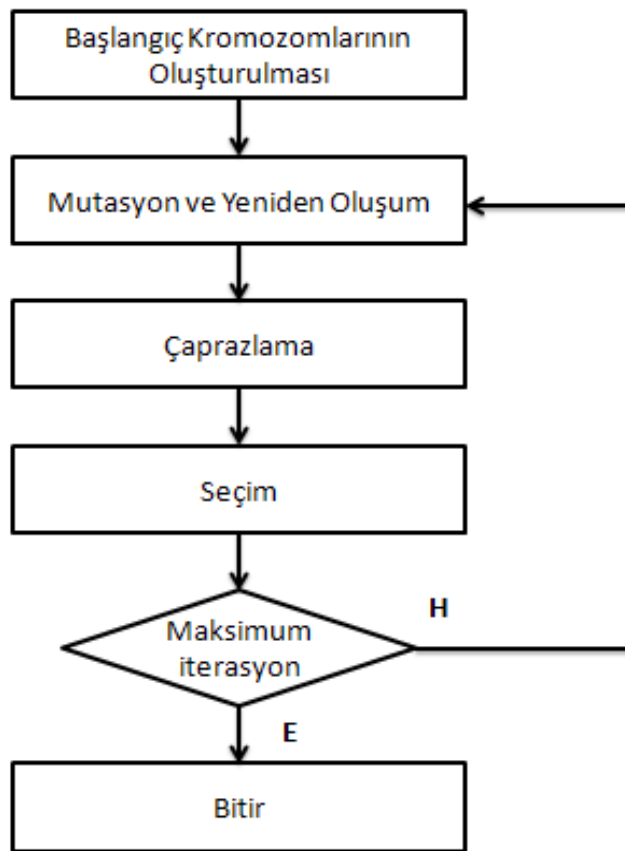 Başlangıç Kromozomlarının
Oluşturulması
Mutasyon ve Yeniden Oluşum
Çaprazlama
Seçim
Maksimum
iterasyon
H
E
Bitir